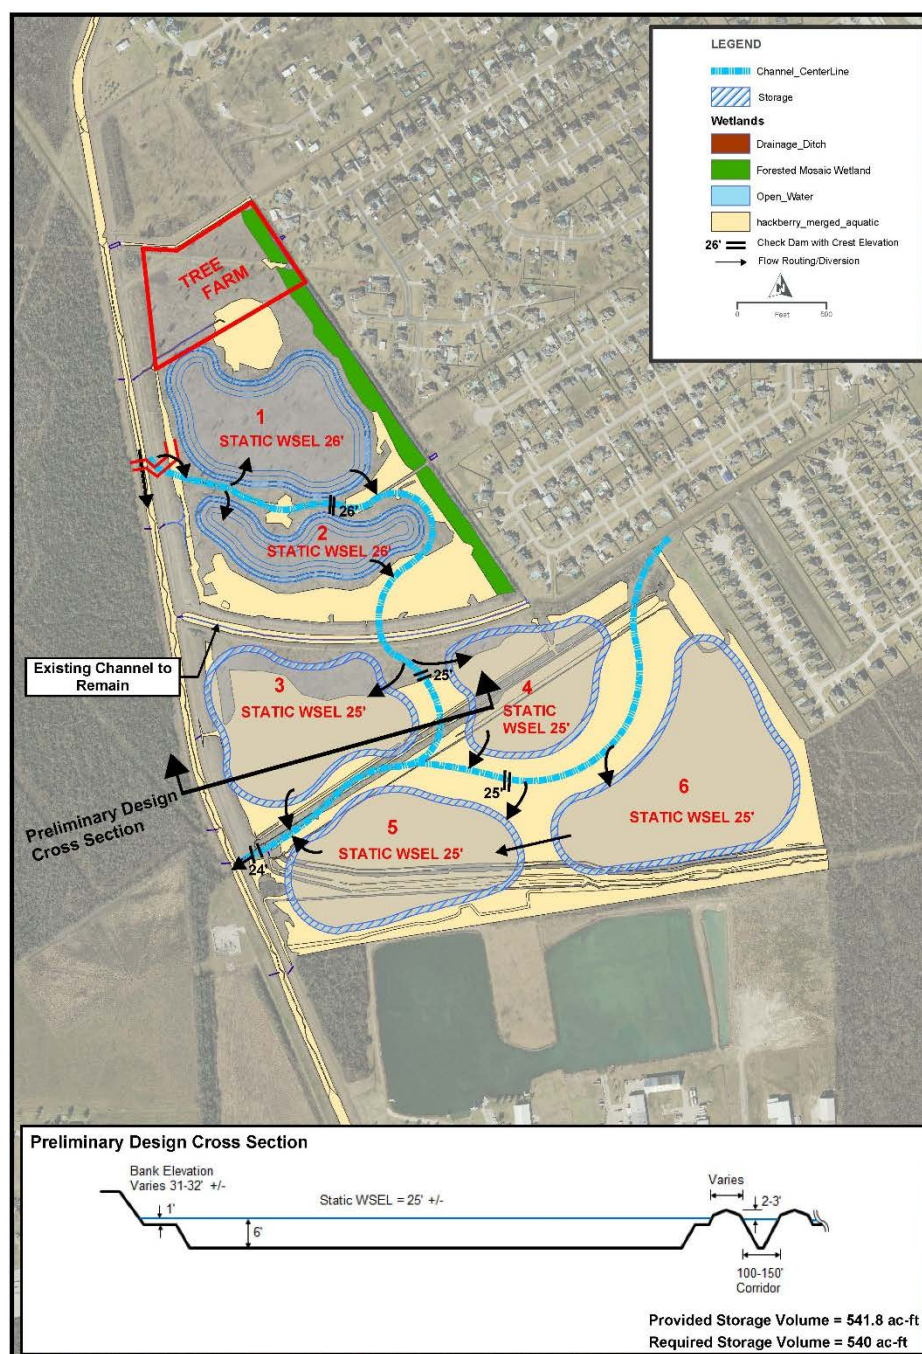 LEGEND
Channel_CenterLine
Storage
Wetlands
Drainage_Ditch
Forested Mosaic Wetland
Open_Water
hackberry_merged_aquatic
26' Check Dam with Crest Elevation
Flow Routing/Diversion
N
0 500
Feet
TREE
FARM
1
STATIC WSEL 26'
26'
2
STATIC WSEL 26'
Existing Channel to
Remain
3
STATIC WSEL 25'
25'
4
STATIC
WSEL 25'
Preliminary Design
Cross Section
25'
6
STATIC WSEL 25'
5
STATIC WSEL 25'
24'
Preliminary Design Cross Section
Bank Elevation
Varies 31-32' +/-
Static WSEL = 25' +/-
Varies
1'
6'
2-3'
100-150'
Corridor
Provided Storage Volume = 541.8 ac-ft
Required Storage Volume = 540 ac-ft